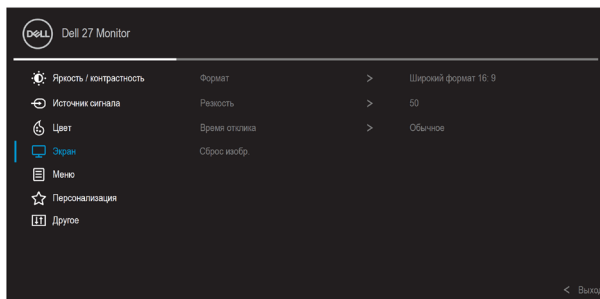 DELL
Dell 27 Monitor
Яркость / контрастность
Формат > Широкий формат 16: 9
Источник сигнала
Резкость > 50
Цвет
Время отклика > Обычное
Экран
Сброс изобр.
Меню
Персонализация
Другое
< Выход